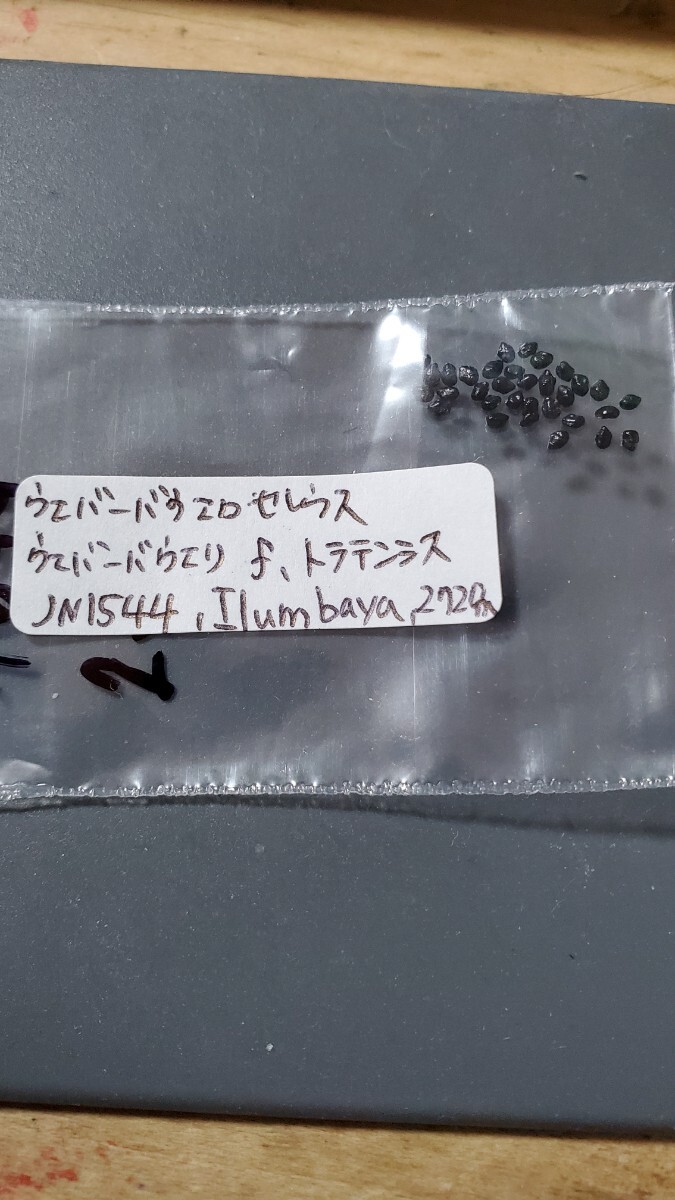 ウエバーバウエロセレウス
ウエバーバウエリ f、トラテンシス
JN1544, Ilumbaya, 2720m
2